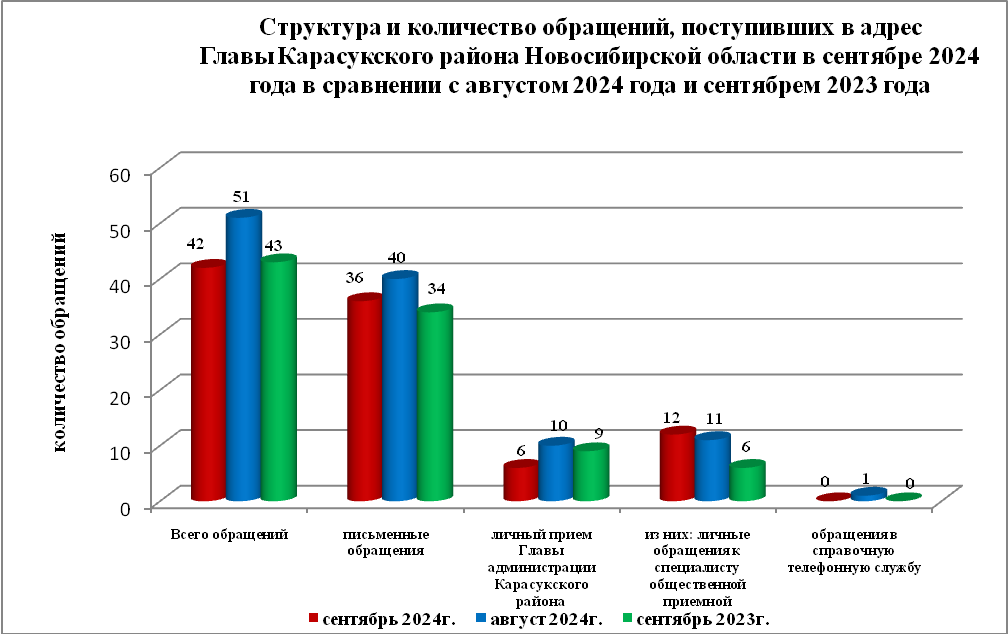 Структура и количество обращений, поступивших в адрес
Главы Карасукского района Новосибирской области в сентябре 2024
года в сравнении с августом 2024 года и сентябрем 2023 года
количество обращений
60
50
40
30
20
10
0
42
51
43
36
40
34
6
10
9
12
11
6
0
1
0
Всего обращений
письменные
обращения
личный прием
Главы
администрации
Карасукского
района
из них: личные
обращения к
специалисту
общественной
приемной
обращения в
справочную
телефонную службу
сентябрь 2024г.
август 2024г.
сентябрь 2023г.